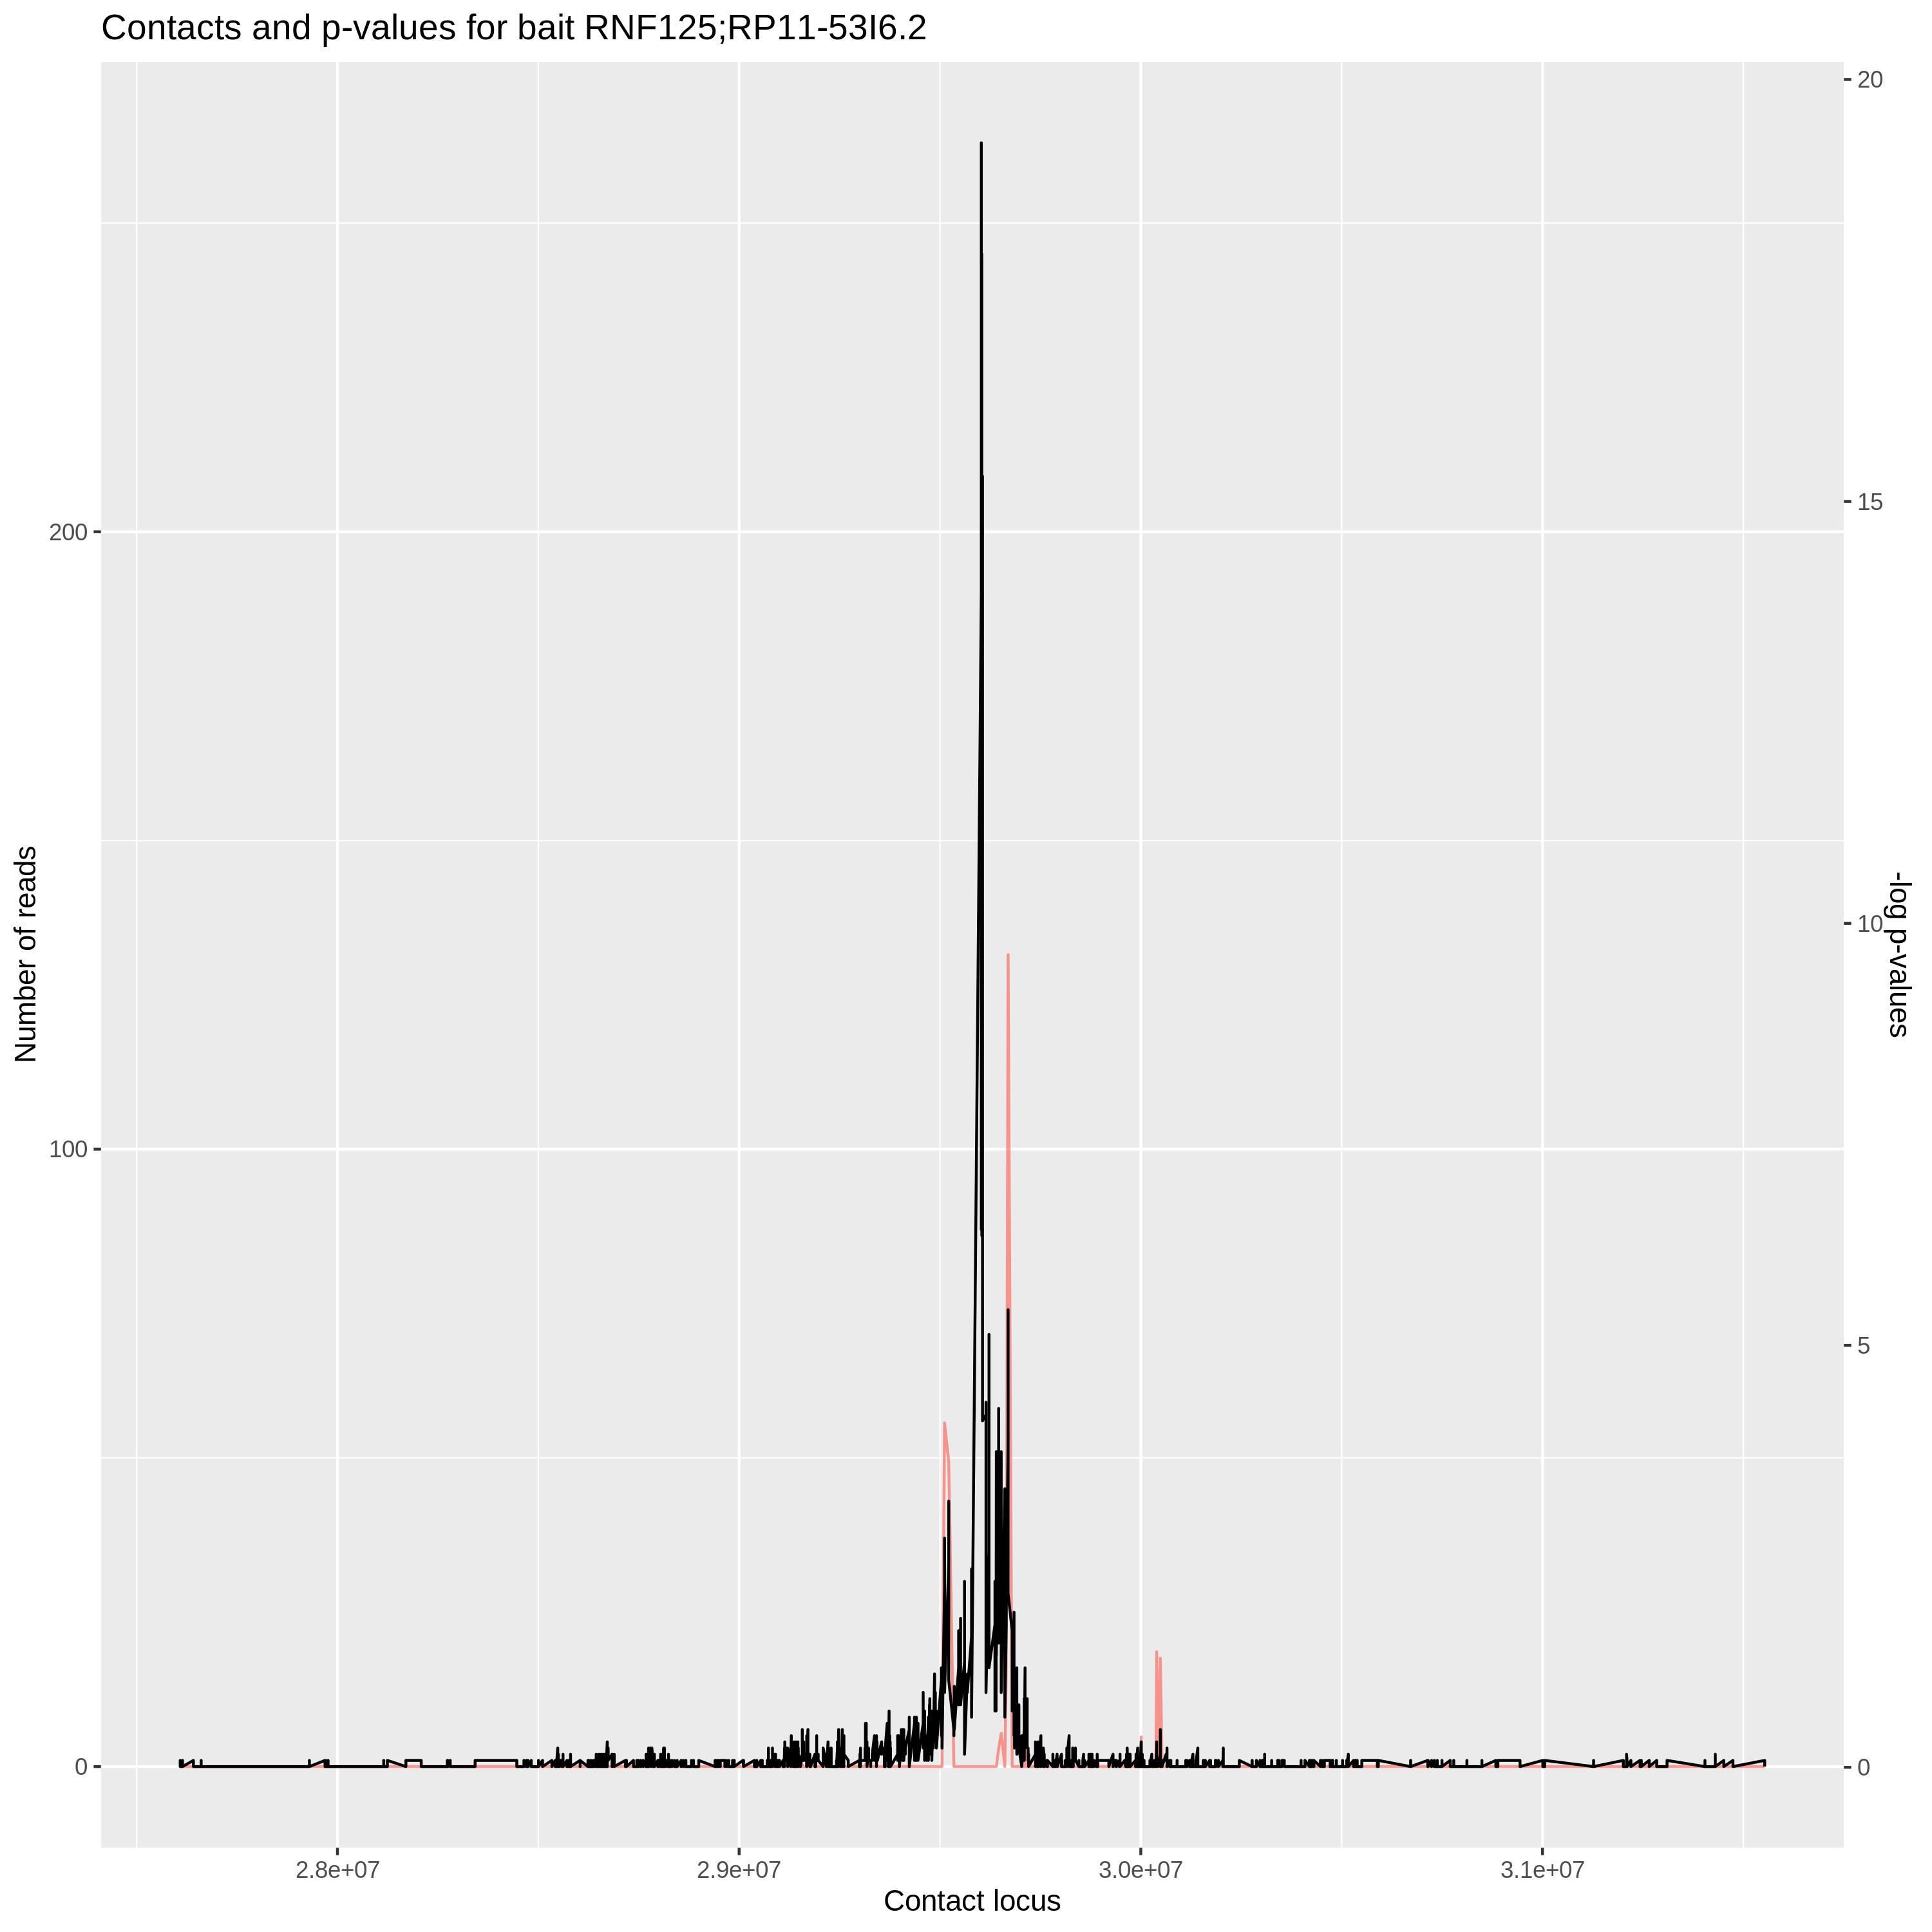 Contacts and p-values for bait RNF125;RP11-53I6.2
20
15
10
5
0
200
100
0
Number of reads
-log p-values
2.8e+07 2.9e+07 3.0e+07 3.1e+07
Contact locus